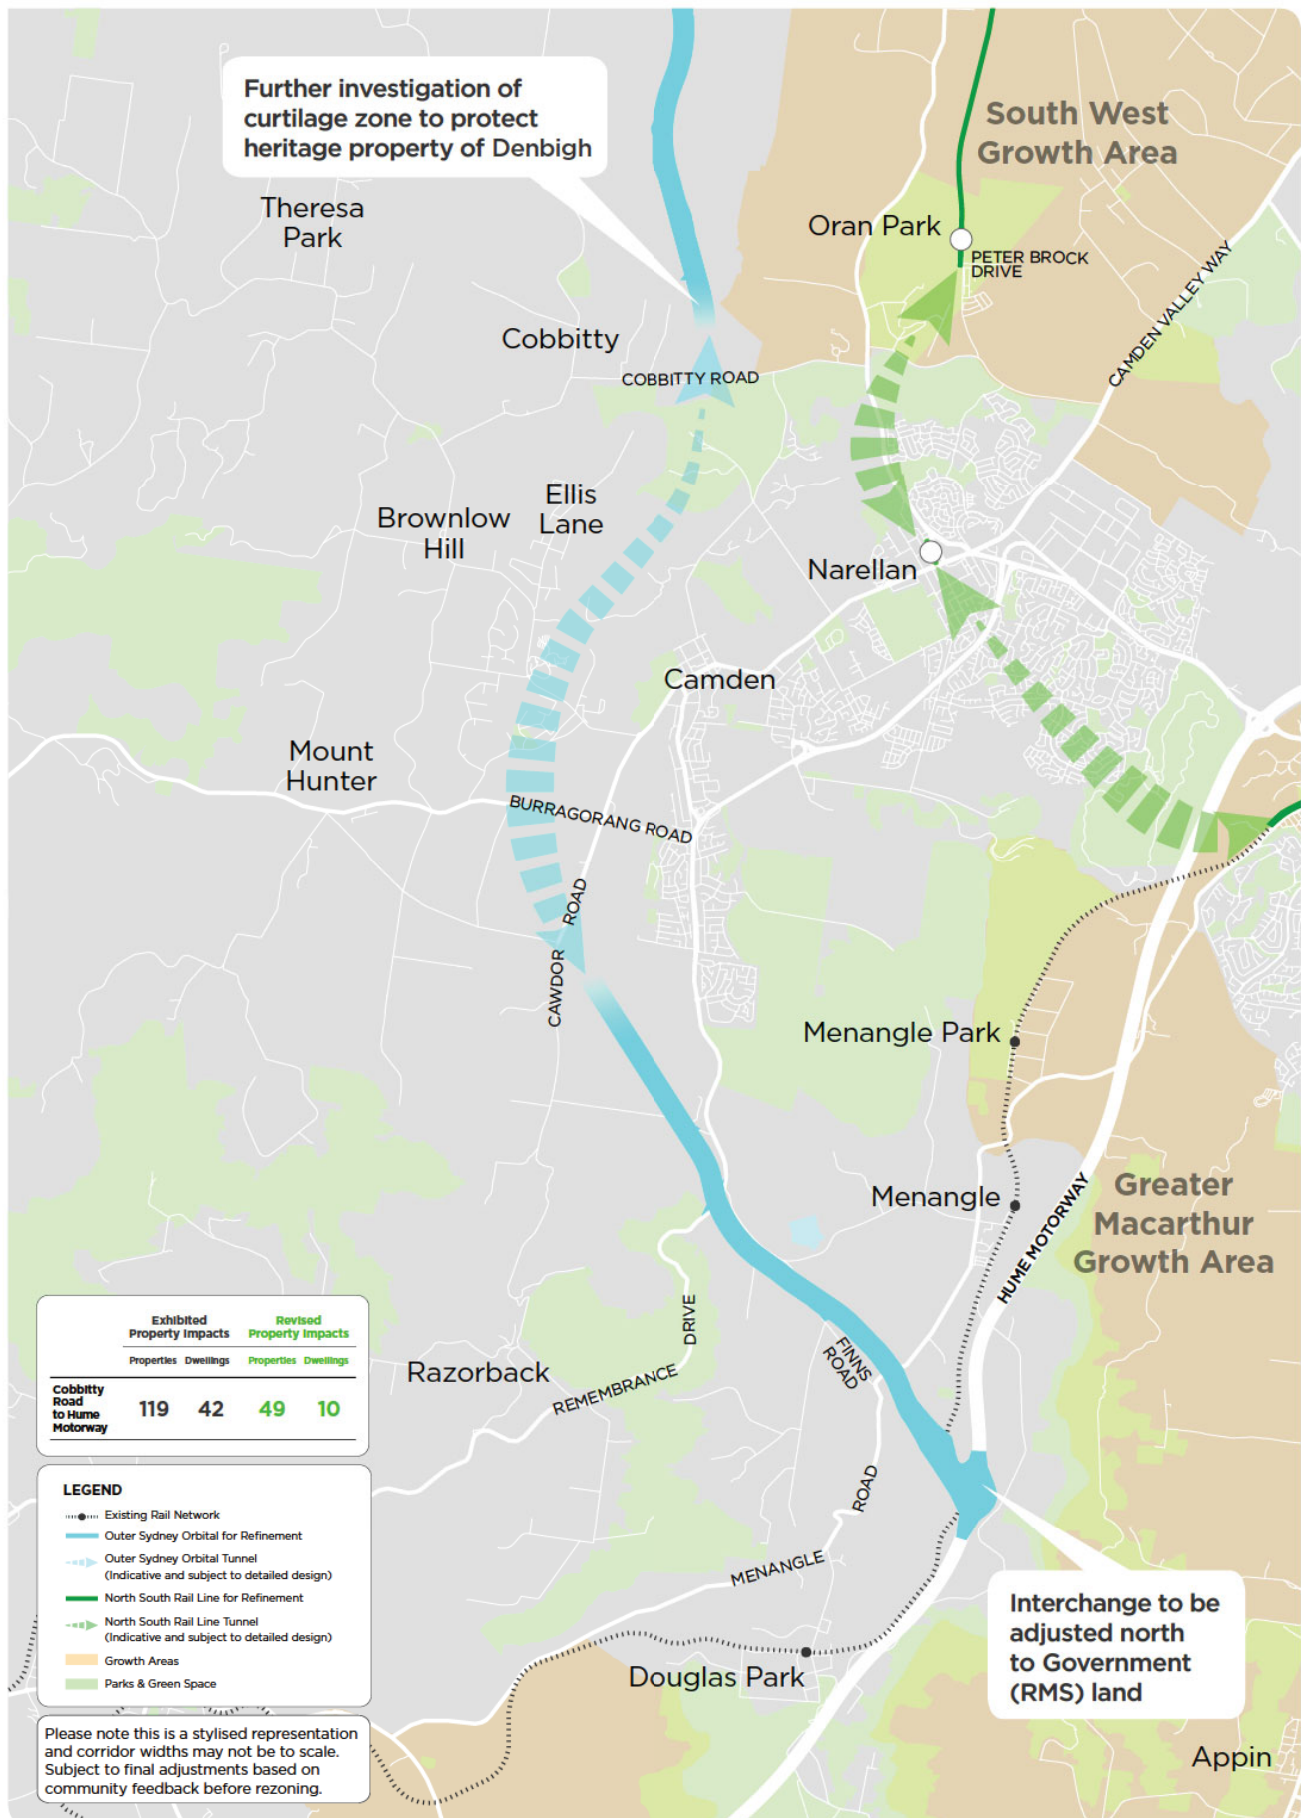 Further investigation of
curtilage zone to protect
heritage property of Denbigh
South West
Growth Area
Theresa
Park
Oran Park
PETER BROCK
DRIVE
CAMDEN VALLEY WAY
Cobbitty
COBBITTY ROAD
Ellis
Lane
Brownlow
Hill
Narellan
Camden
Mount
Hunter
BURRAGORANG ROAD
CAWDOR ROAD
Menangle Park
Menangle
HUME MOTORWAY
Greater
Macarthur
Growth Area
Razorback
REMEMBRANCE DRIVE
FINNS
ROAD
MENANGLE ROAD
Douglas Park
Interchange to be
adjusted north
to Government
(RMS) land
Appin
Exhibited
Property Impacts
Revised
Property Impacts
Properties Dwellings Properties Dwellings
Cobbitty
Road
to Hume
Motorway
119 42 49 10
LEGEND
Existing Rail Network
Outer Sydney Orbital for Refinement
Outer Sydney Orbital Tunnel
(Indicative and subject to detailed design)
North South Rail Line for Refinement
North South Rail Line Tunnel
(Indicative and subject to detailed design)
Growth Areas
Parks & Green Space
Please note this is a stylised representation
and corridor widths may not be to scale.
Subject to final adjustments based on
community feedback before rezoning.